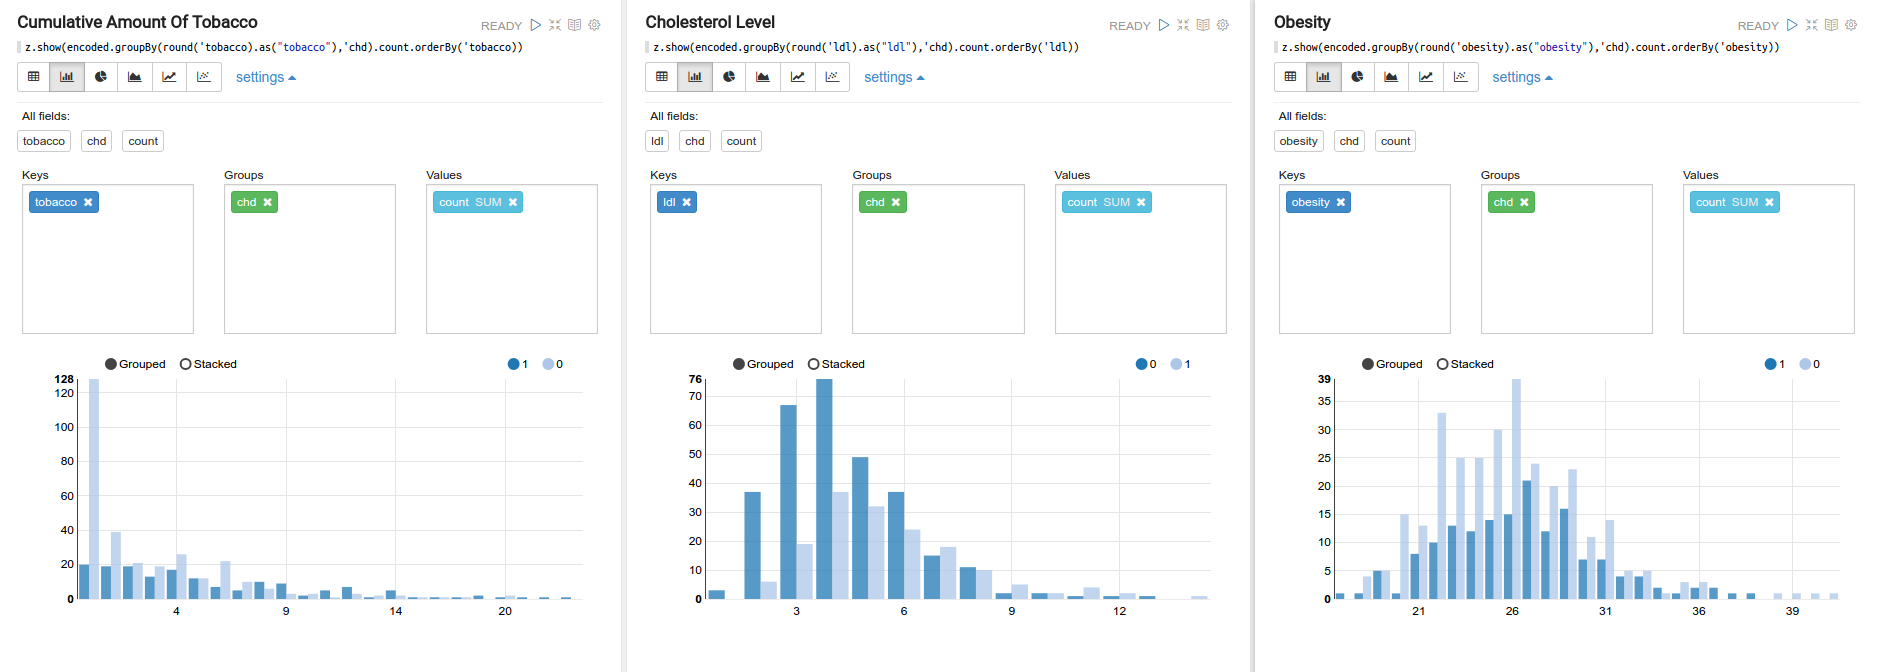 Cumulative Amount Of Tobacco
READY
z.show(encoded.groupBy(round('tobacco).as("tobacco"),'chd).count.orderBy('tobacco))
settings
All fields:
tobacco chd count
Keys Groups Values
tobacco chd count SUM
Grouped Stacked 1 0
128
120
100
80
60
40
20
0
4 9 14 20
Cholesterol Level
READY
z.show(encoded.groupBy(round('ldl).as("ldl"),'chd).count.orderBy('ldl))
settings
All fields:
ldl chd count
Keys Groups Values
ldl chd count SUM
Grouped Stacked 0 1
76
70
60
50
40
30
20
10
0
3 6 9 12
Obesity
READY
z.show(encoded.groupBy(round('obesity).as("obesity"),'chd).count.orderBy('obesity))
settings
All fields:
obesity chd count
Keys Groups Values
obesity chd count SUM
Grouped Stacked 1 0
39
35
30
25
20
15
10
5
0
21 26 31 36 39